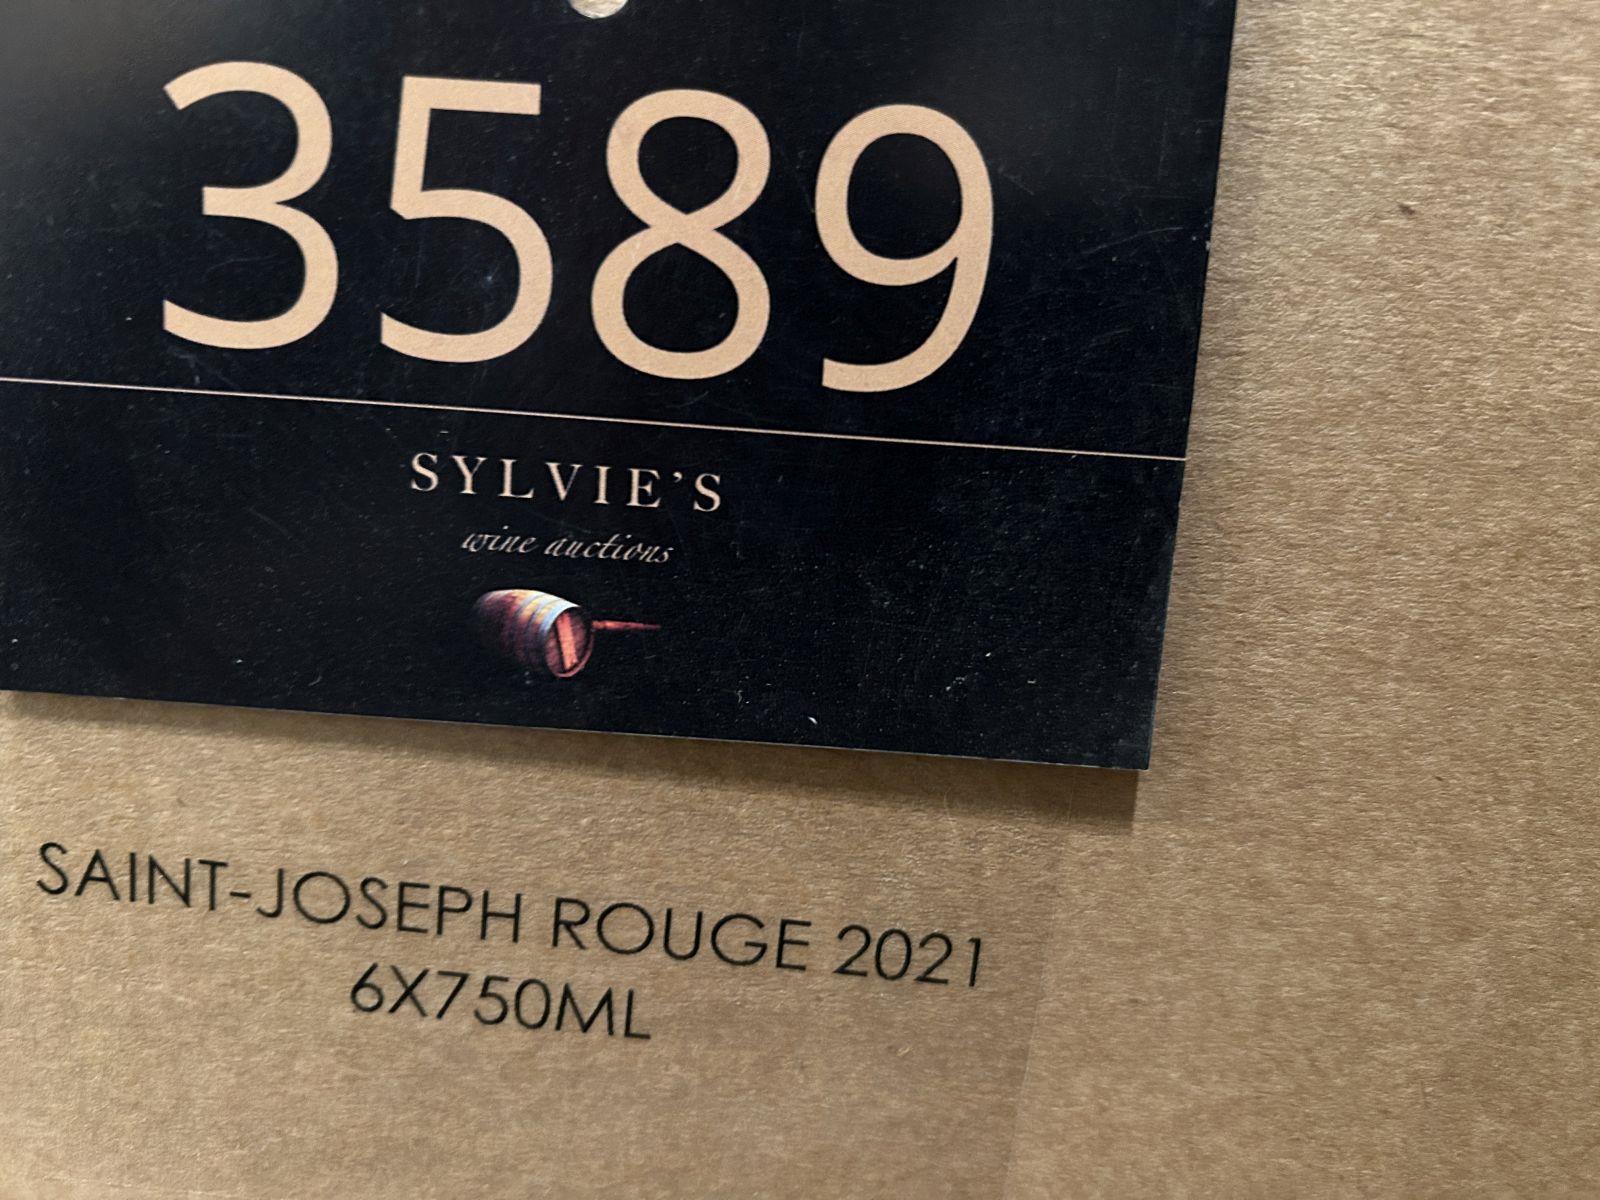 3589
SYLVIE'S
wine auctions
SAINT-JOSEPH ROUGE 2021
6X750ML